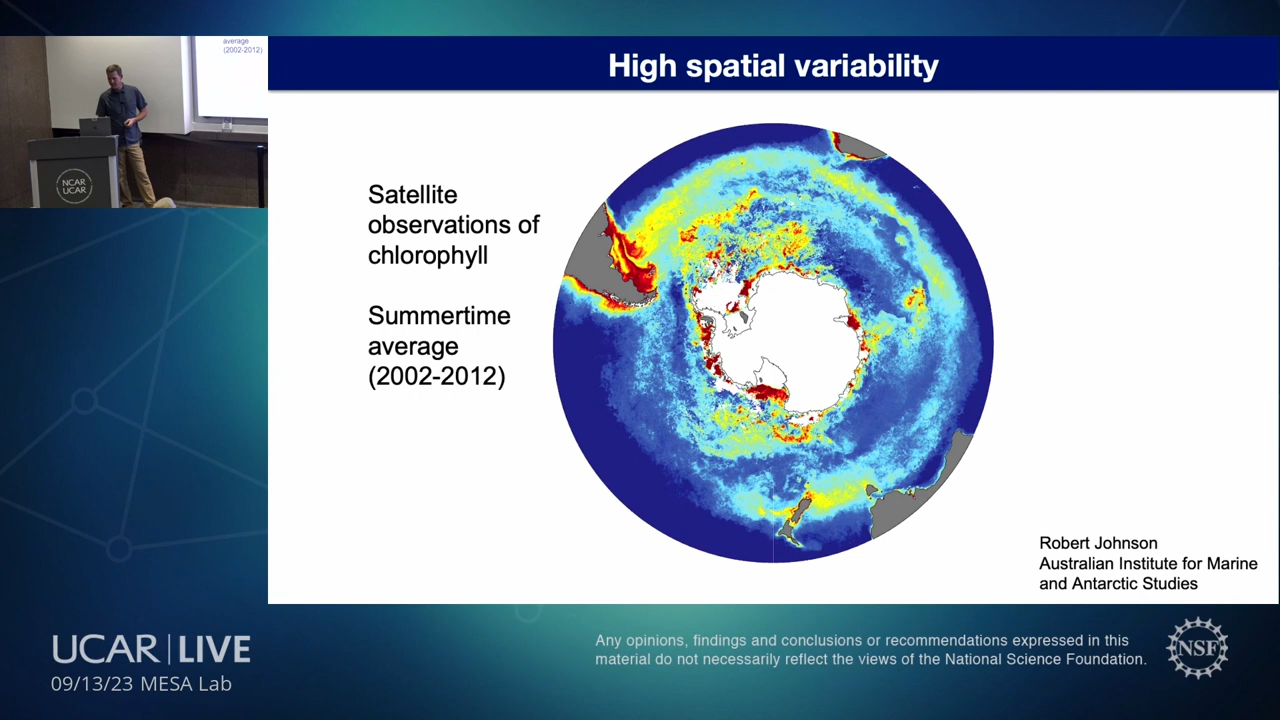 average
(2002-2012)
NCAR
UCAR
High spatial variability
Satellite
observations of
chlorophyll
Summertime
average
(2002-2012)
Robert Johnson
Australian Institute for Marine
and Antarctic Studies
UCAR | LIVE
09/13/23 MESA Lab
Any opinions, findings and conclusions or recommendations expressed in this
material do not necessarily reflect the views of the National Science Foundation.
NSF